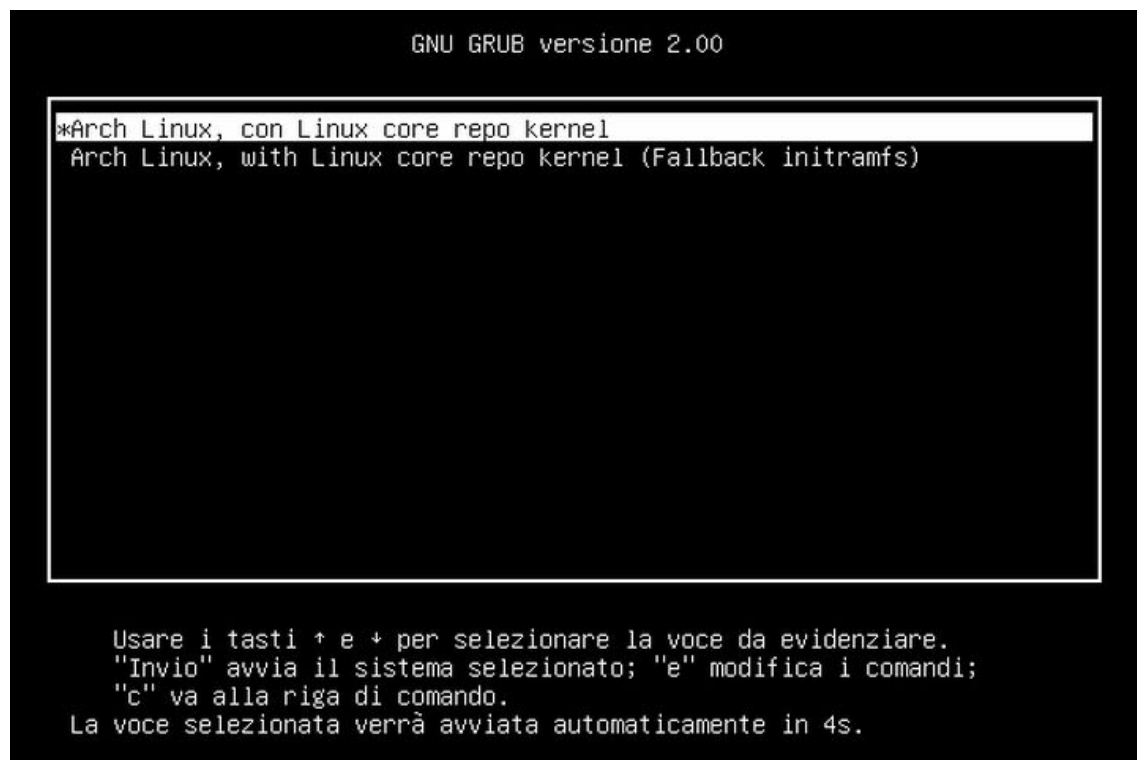 GNU GRUB versione 2.00
*Arch Linux, con Linux core repo kernel
Arch Linux, with Linux core repo kernel (Fallback initramfs)
Usare i tasti ↑ e ↓ per selezionare la voce da evidenziare.
"Invio" avvia il sistema selezionato; "e" modifica i comandi;
"c" va alla riga di comando.
La voce selezionata verrà avviata automaticamente in 4s.